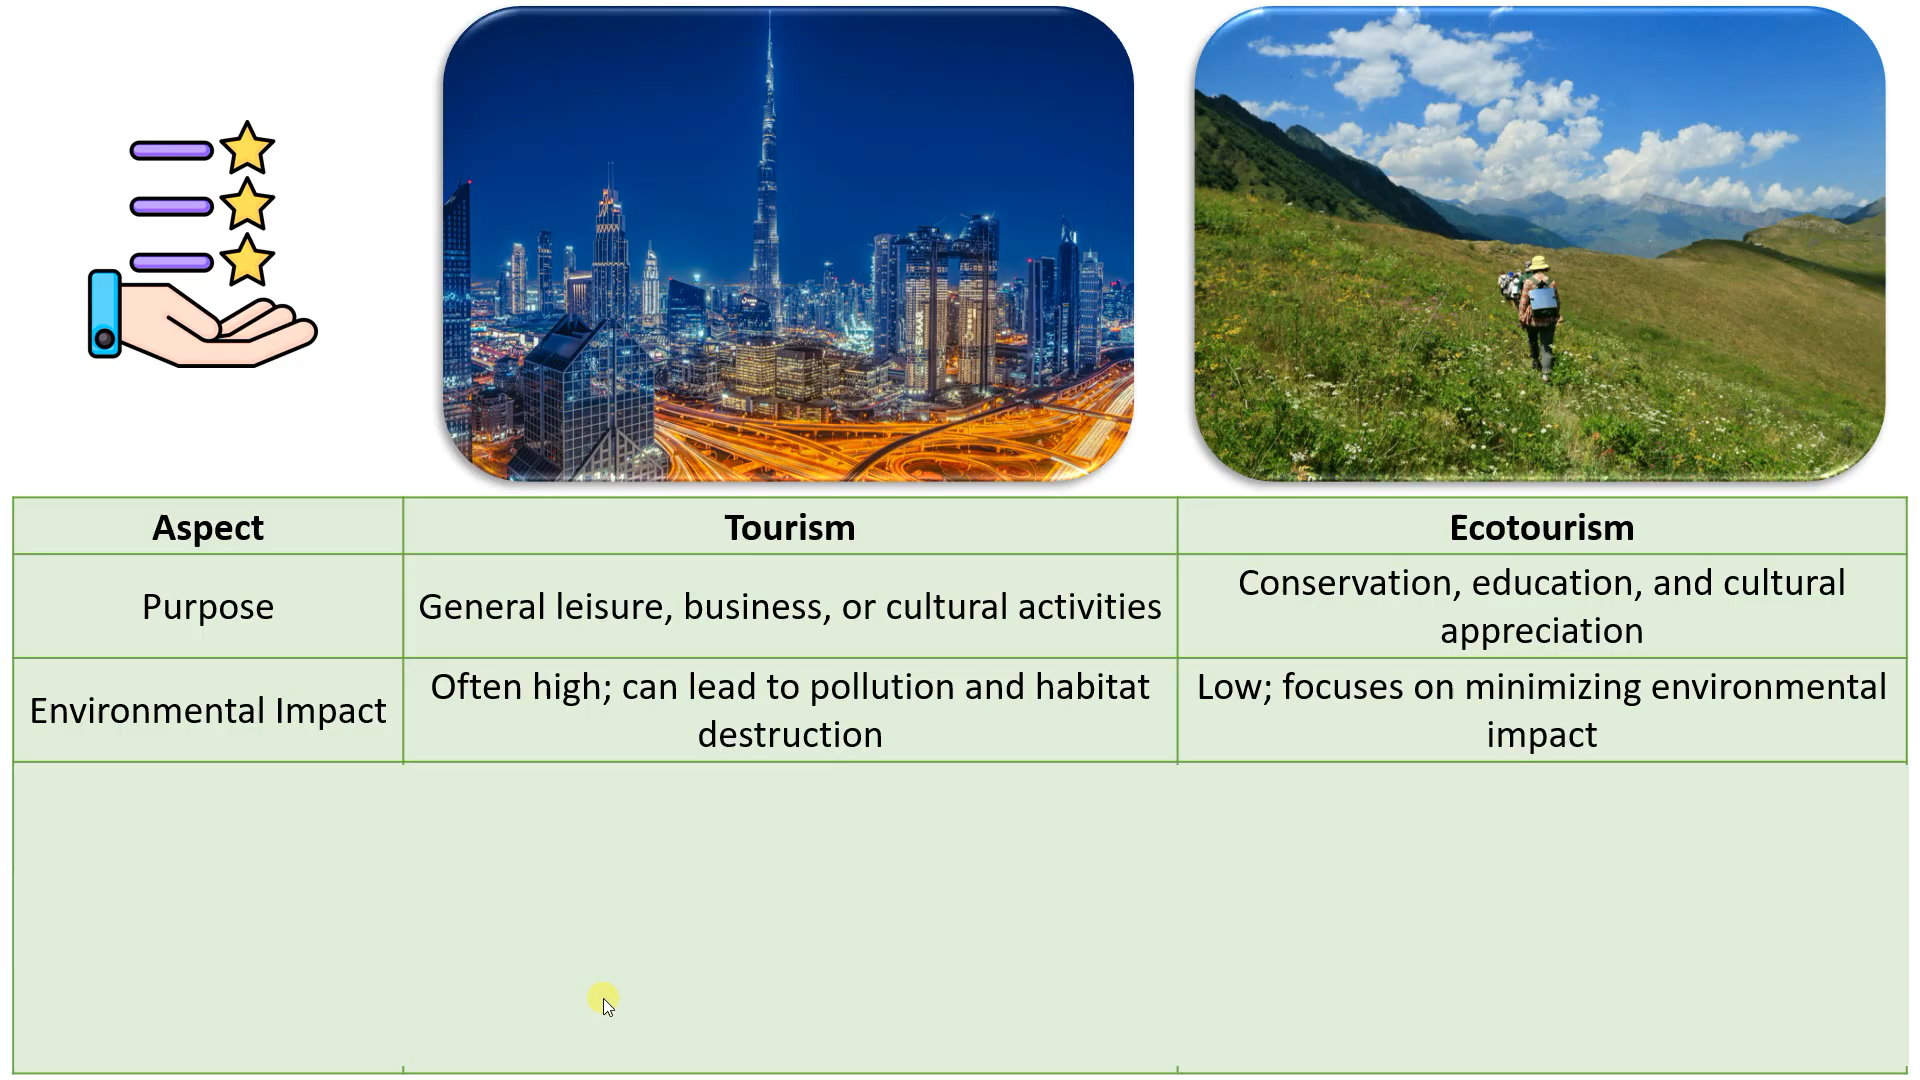 Aspect
Tourism
Ecotourism
Purpose
General leisure, business, or cultural activities
Conservation, education, and cultural
appreciation
Environmental Impact
Often high; can lead to pollution and habitat
destruction
Low; focuses on minimizing environmental
impact